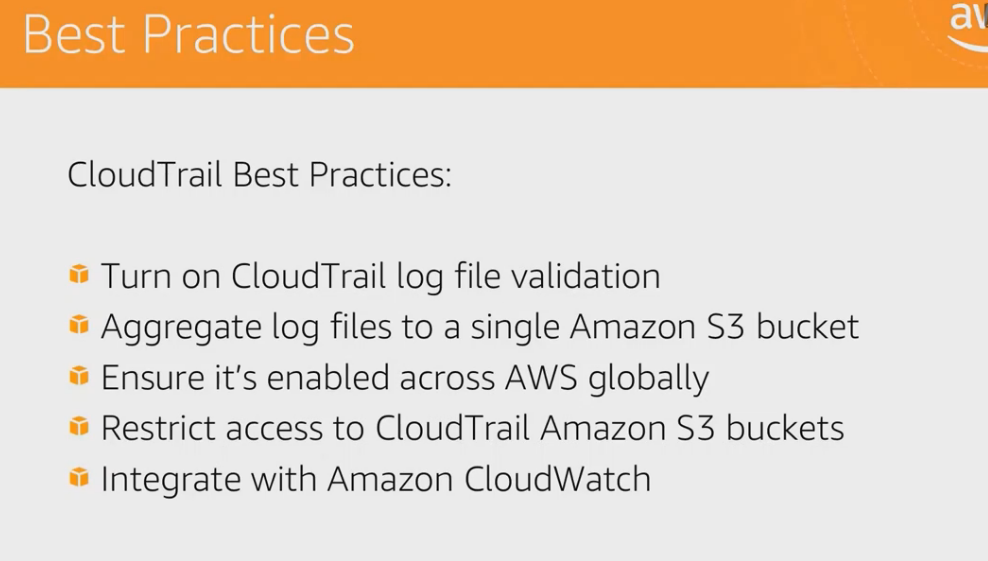 Best Practices
CloudTrail Best Practices:
Turn on CloudTrail log file validation
Aggregate log files to a single Amazon S3 bucket
Ensure it's enabled across AWS globally
Restrict access to CloudTrail Amazon S3 buckets
Integrate with Amazon CloudWatch